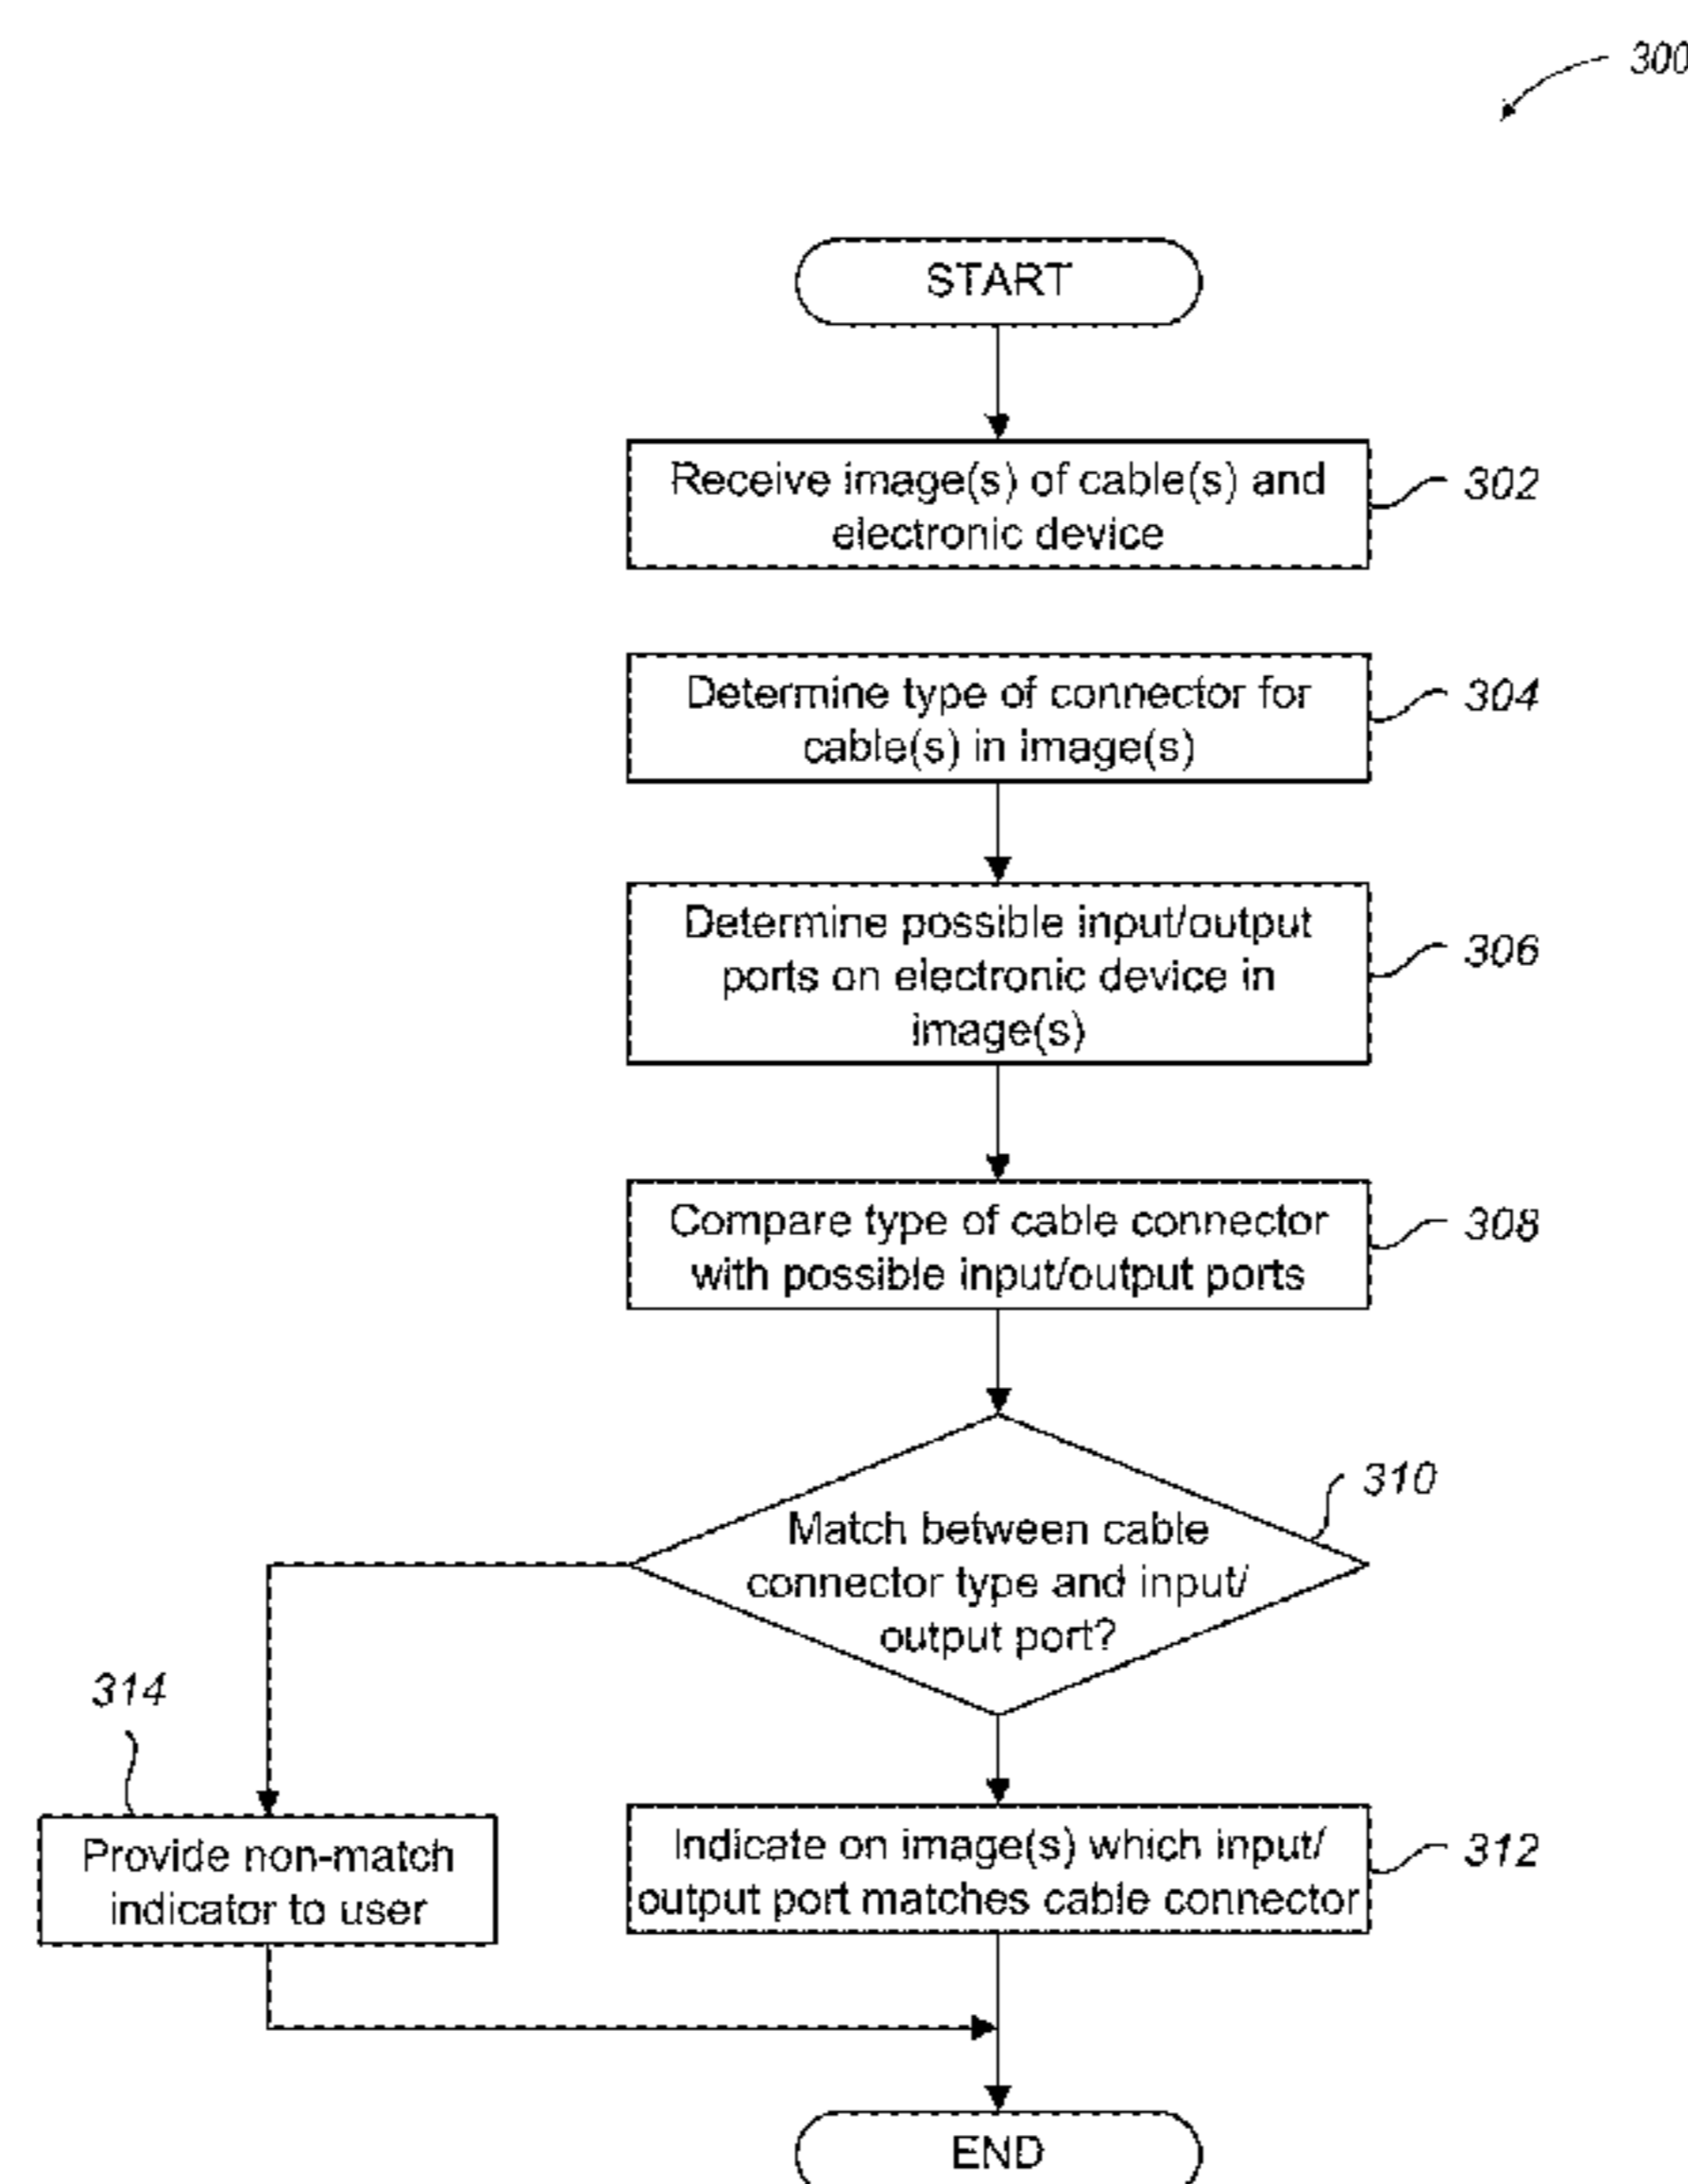 300
START
Receive image(s) of cable(s) and
electronic device
302
Determine type of connector for
cable(s) in image(s)
304
Determine possible input/output
ports on electronic device in
image(s)
306
Compare type of cable connector
with possible input/output ports
308
Match between cable
connector type and input/
output port?
310
314
Provide non-match
indicator to user
Indicate on image(s) which input/
output port matches cable connector
312
END